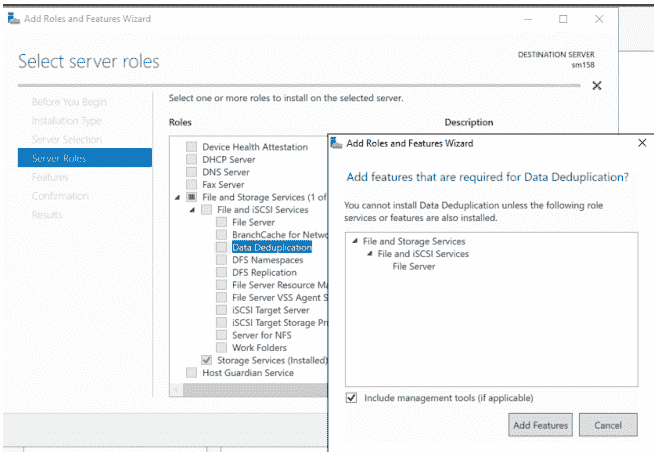 Add Roles and Features Wizard
Select server roles
DESTINATION SERVER
sm158
Before You Begin
Installation Type
Server Selection
Server Roles
Features
Confirmation
Results
Select one or more roles to install on the selected server.
Roles
Description
Device Health Attestation
DHCP Server
DNS Server
Fax Server
File and Storage Services (1 of
File and iSCSI Services
File Server
BranchCache for Netwo
Data Deduplication
DFS Namespaces
DFS Replication
File Server Resource Ma
File Server VSS Agent S
iSCSI Target Server
iSCSI Target Storage Pr
Server for NFS
Work Folders
Storage Services (Installed)
Host Guardian Service
Add Roles and Features Wizard
Add features that are required for Data Deduplication?
You cannot install Data Deduplication unless the following role
services or features are also installed.
File and Storage Services
File and iSCSI Services
File Server
Include management tools (if applicable)
Add Features
Cancel